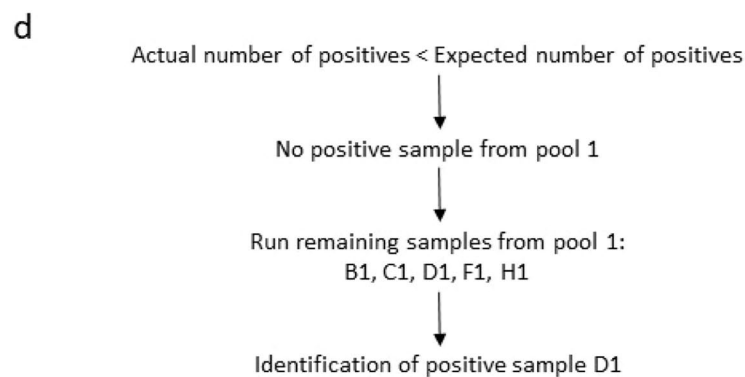 d
Actual number of positives < Expected number of positives
No positive sample from pool 1
Run remaining samples from pool 1:
B1, C1, D1, F1, H1
Identification of positive sample D1